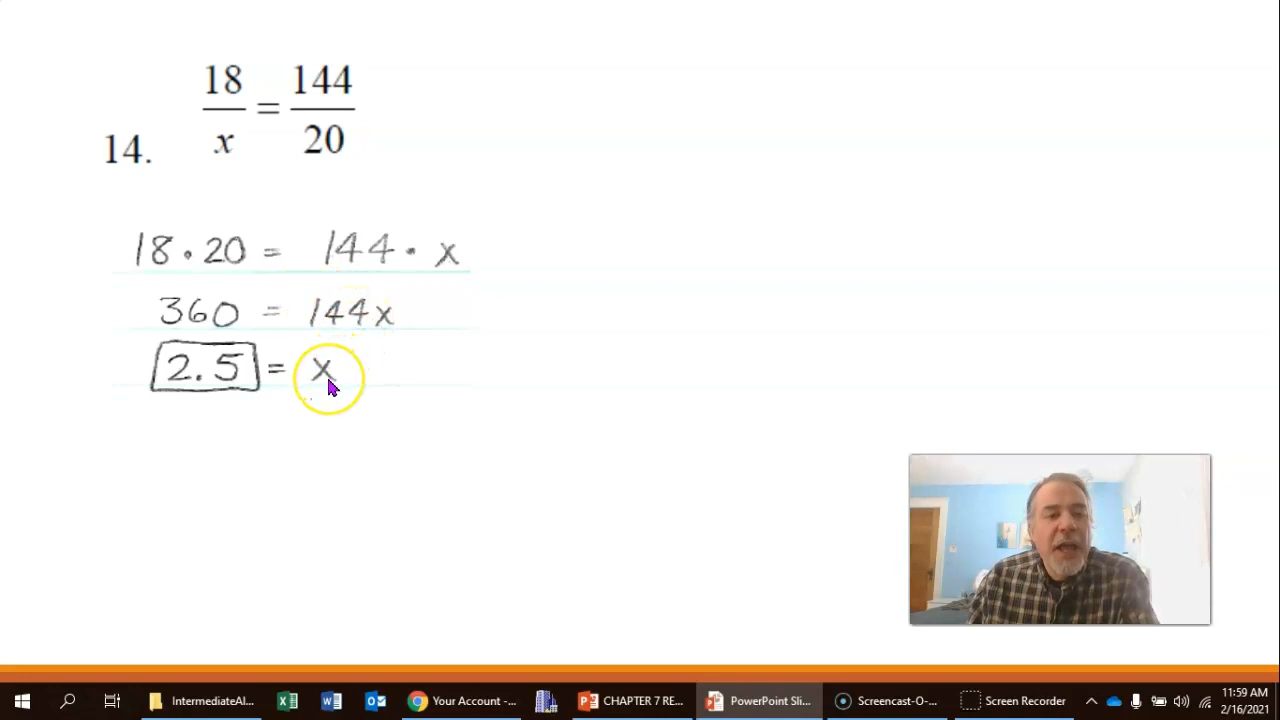 18/x = 144/20
14.
18 · 20 = 144 · x
360 = 144x
2.5 = x
IntermediateAl...
Your Account -...
CHAPTER 7 RE...
PowerPoint Sli...
Screencast-O-...
Screen Recorder
11:59 AM
2/16/2021